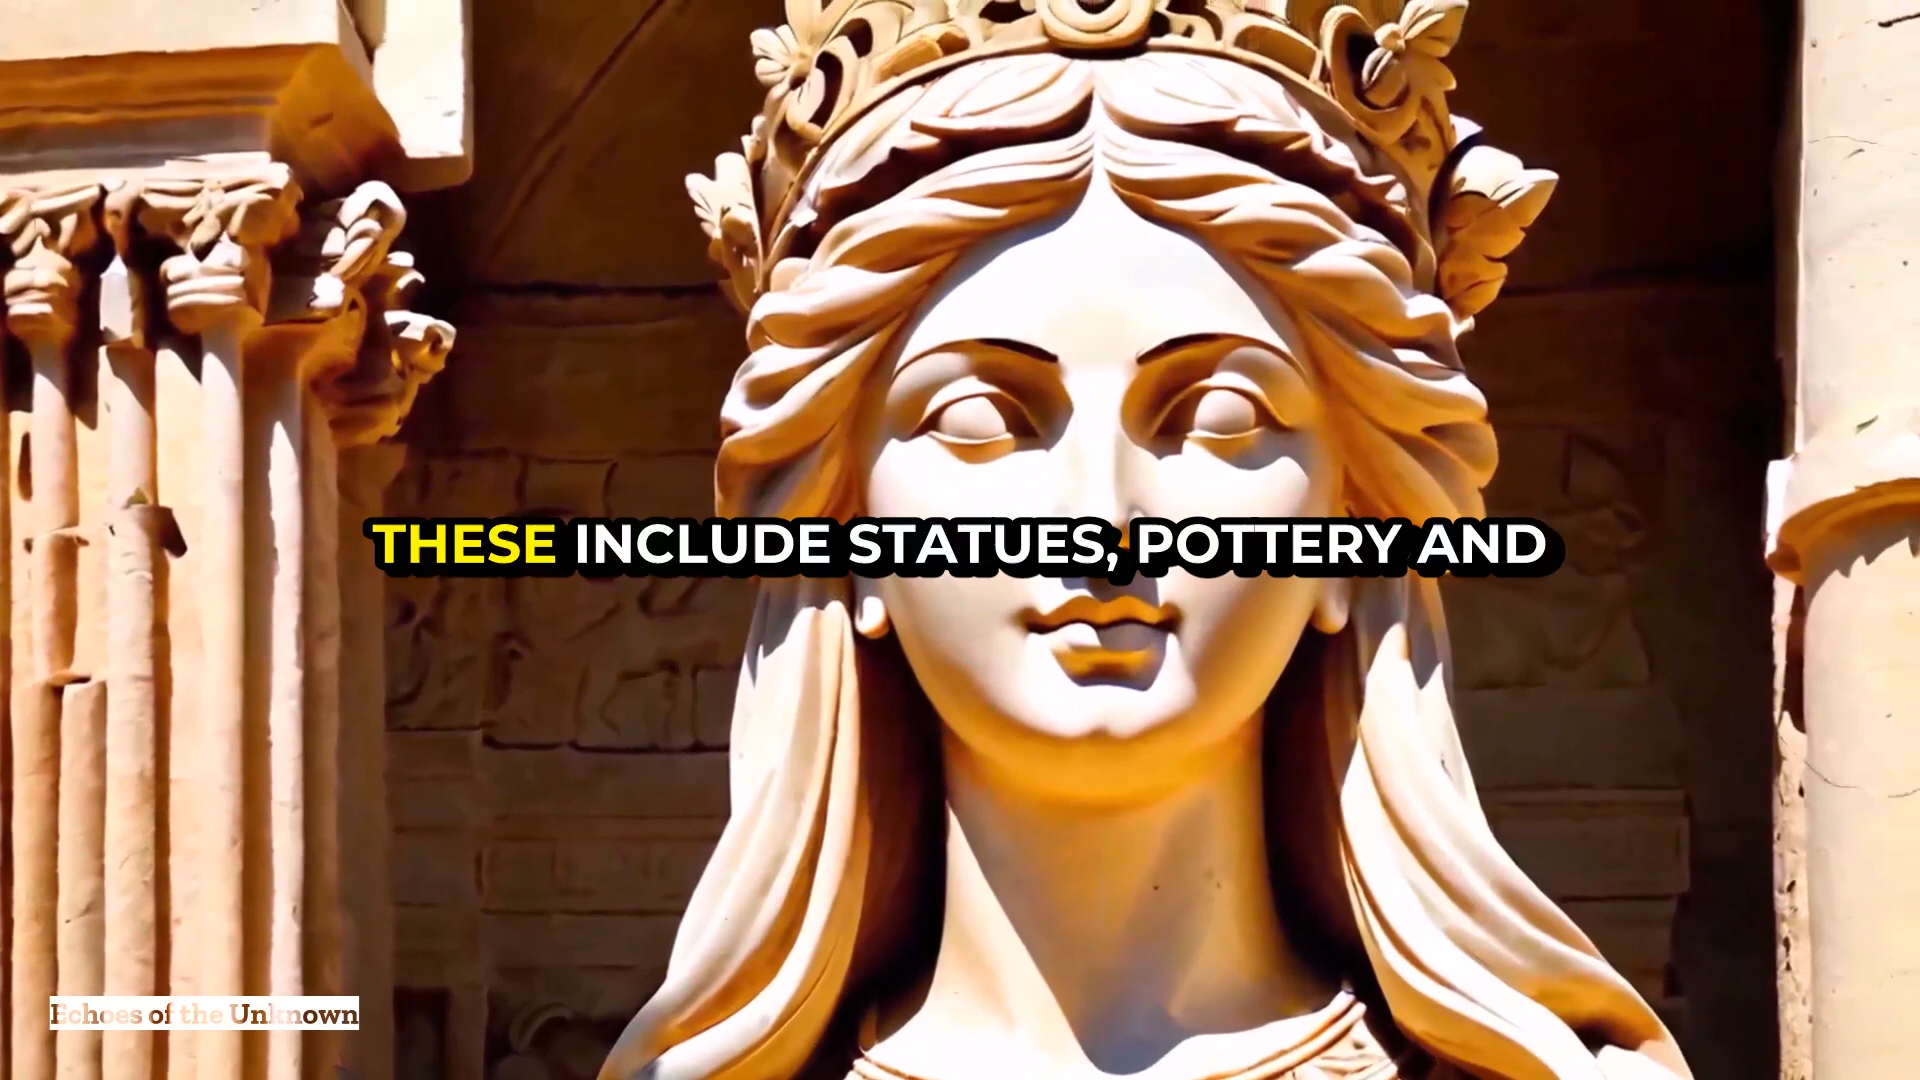 THESE INCLUDE STATUES, POTTERY AND
Echoes of the Unknown